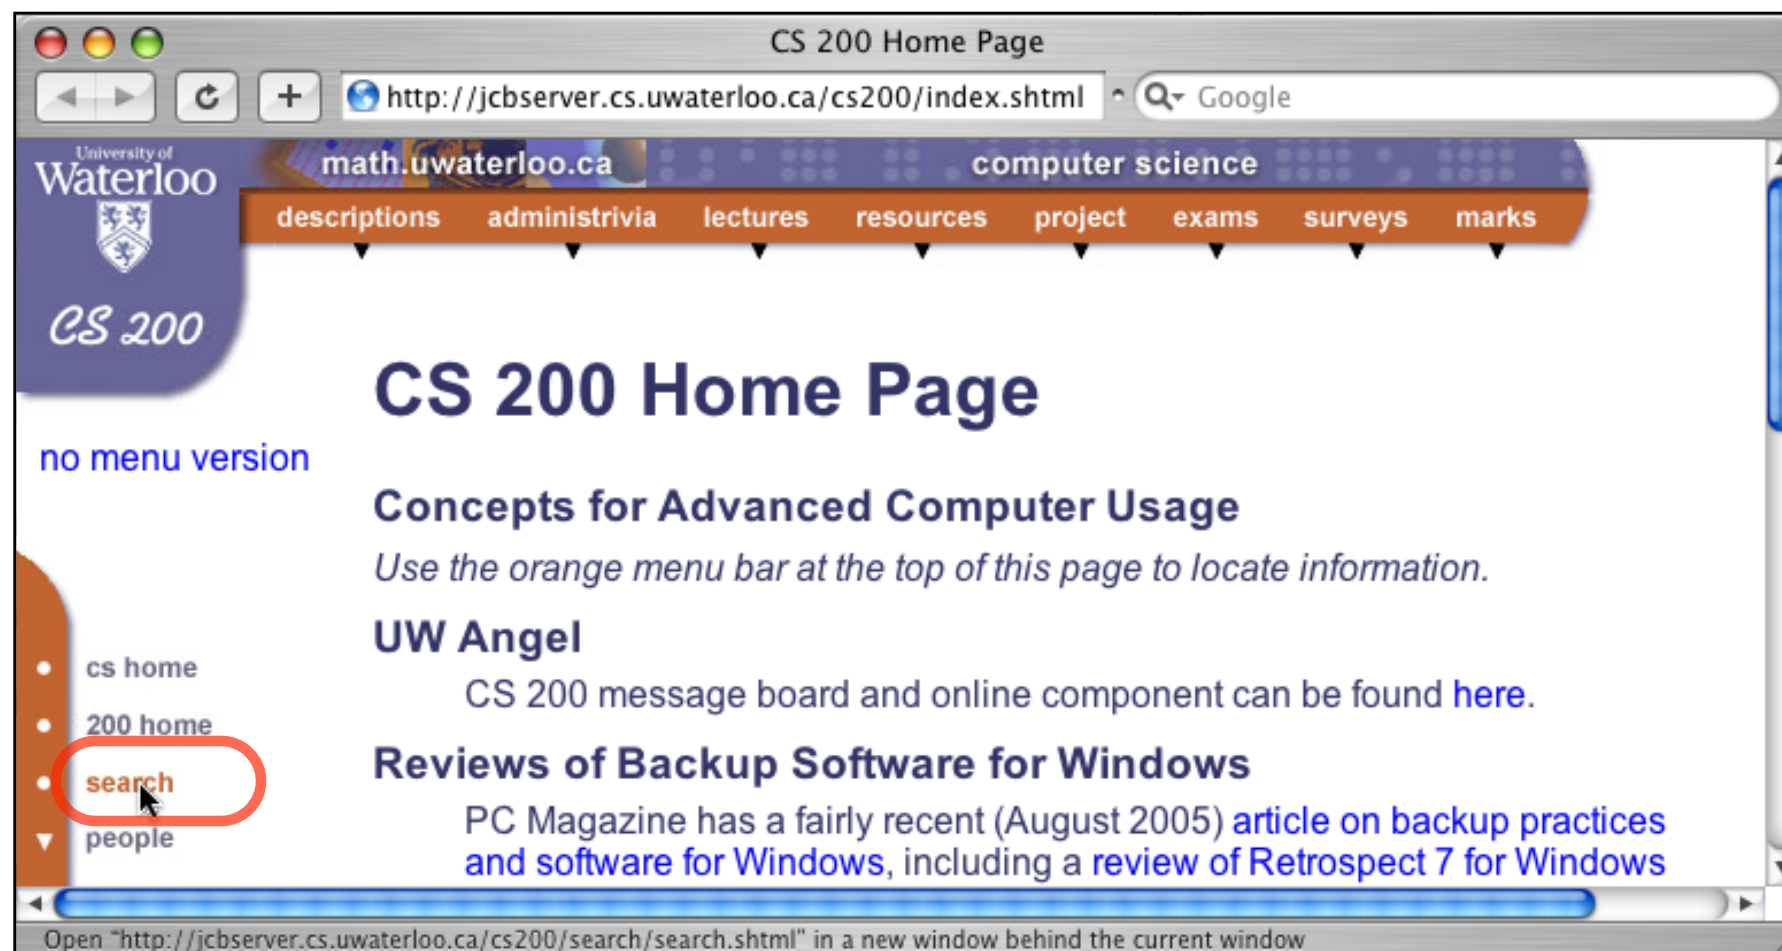 CS 200 Home Page
http://jcbserver.cs.uwaterloo.ca/cs200/index.shtml
Google
University of
Waterloo
math.uwaterloo.ca
computer science
descriptions administrivia lectures resources project exams surveys marks
CS 200
CS 200 Home Page
no menu version
Concepts for Advanced Computer Usage
Use the orange menu bar at the top of this page to locate information.
UW Angel
cs home
CS 200 message board and online component can be found here.
200 home
Reviews of Backup Software for Windows
search
PC Magazine has a fairly recent (August 2005) article on backup practices
people
and software for Windows, including a review of Retrospect 7 for Windows
Open "http://jcbserver.cs.uwaterloo.ca/cs200/search/search.shtml" in a new window behind the current window